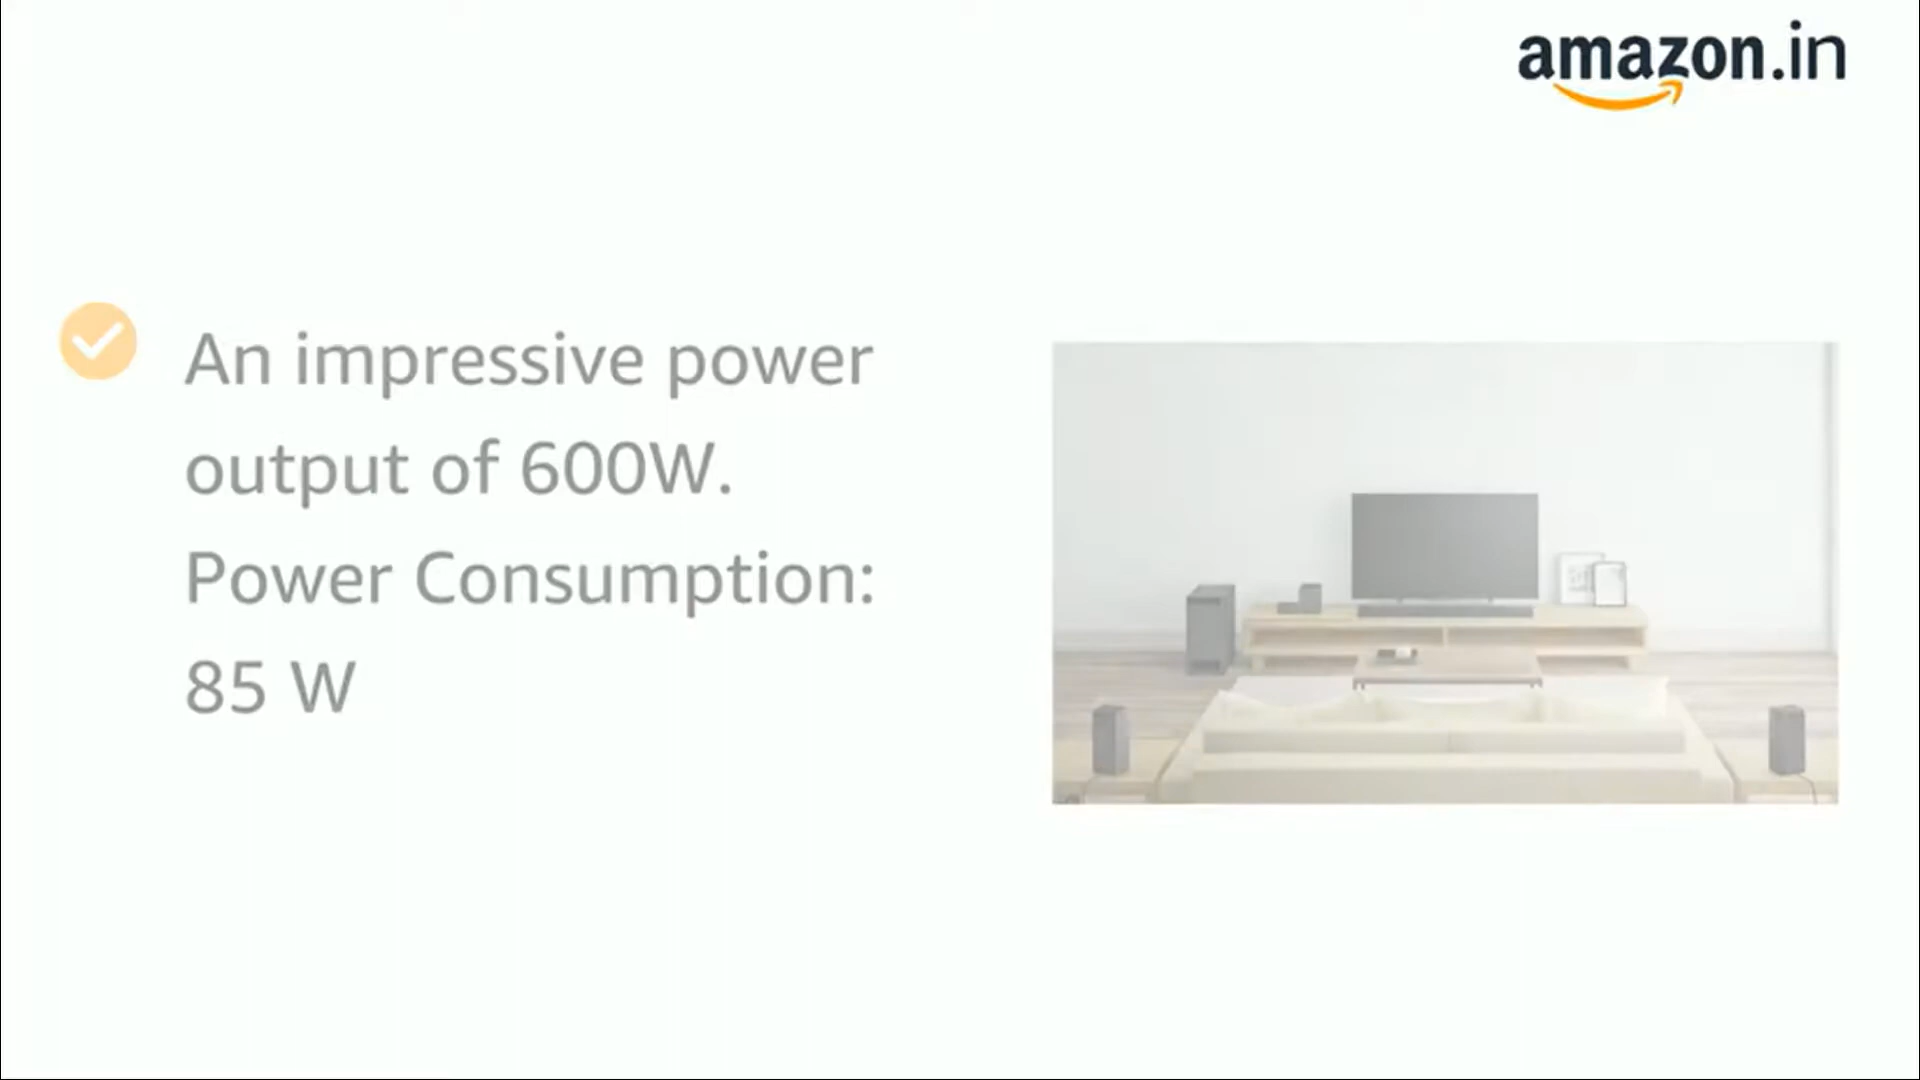 amazon.in
An impressive power
output of 600W.
Power Consumption:
85 W